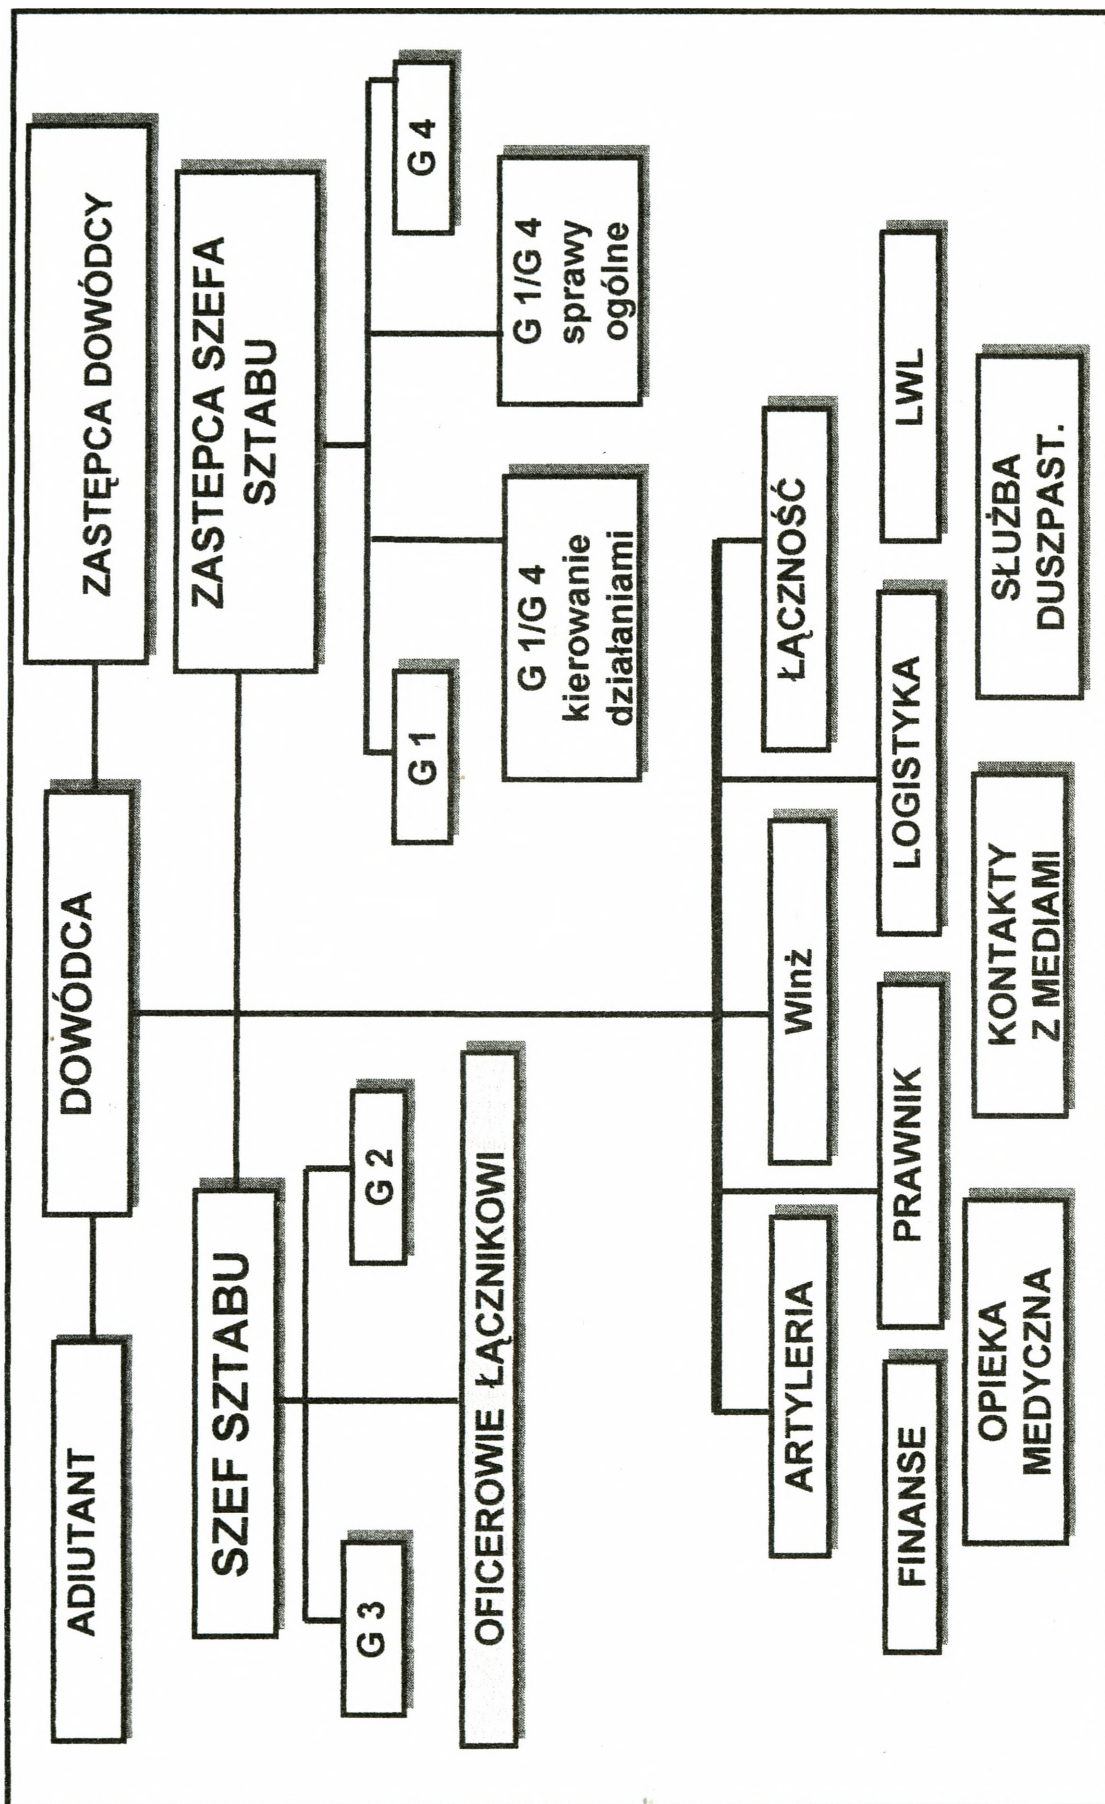 ADIUTANT
DOWÓDCA
ZASTĘPCA DOWÓDCY
SZEF SZTABU
ZASTEPCA SZEFA
SZTABU
G 3
G 2
G 1
G 4
OFICEROWIE ŁĄCZNIKOWI
G 1/G 4
kierowanie
działaniami
G 1/G 4
sprawy
ogólne
ARTYLERIA
WInż
ŁĄCZNOŚĆ
FINANSE
PRAWNIK
LOGISTYKA
LWL
OPIEKA
MEDYCZNA
KONTAKTY
Z MEDIAMI
SŁUŻBA
DUSZPAST.